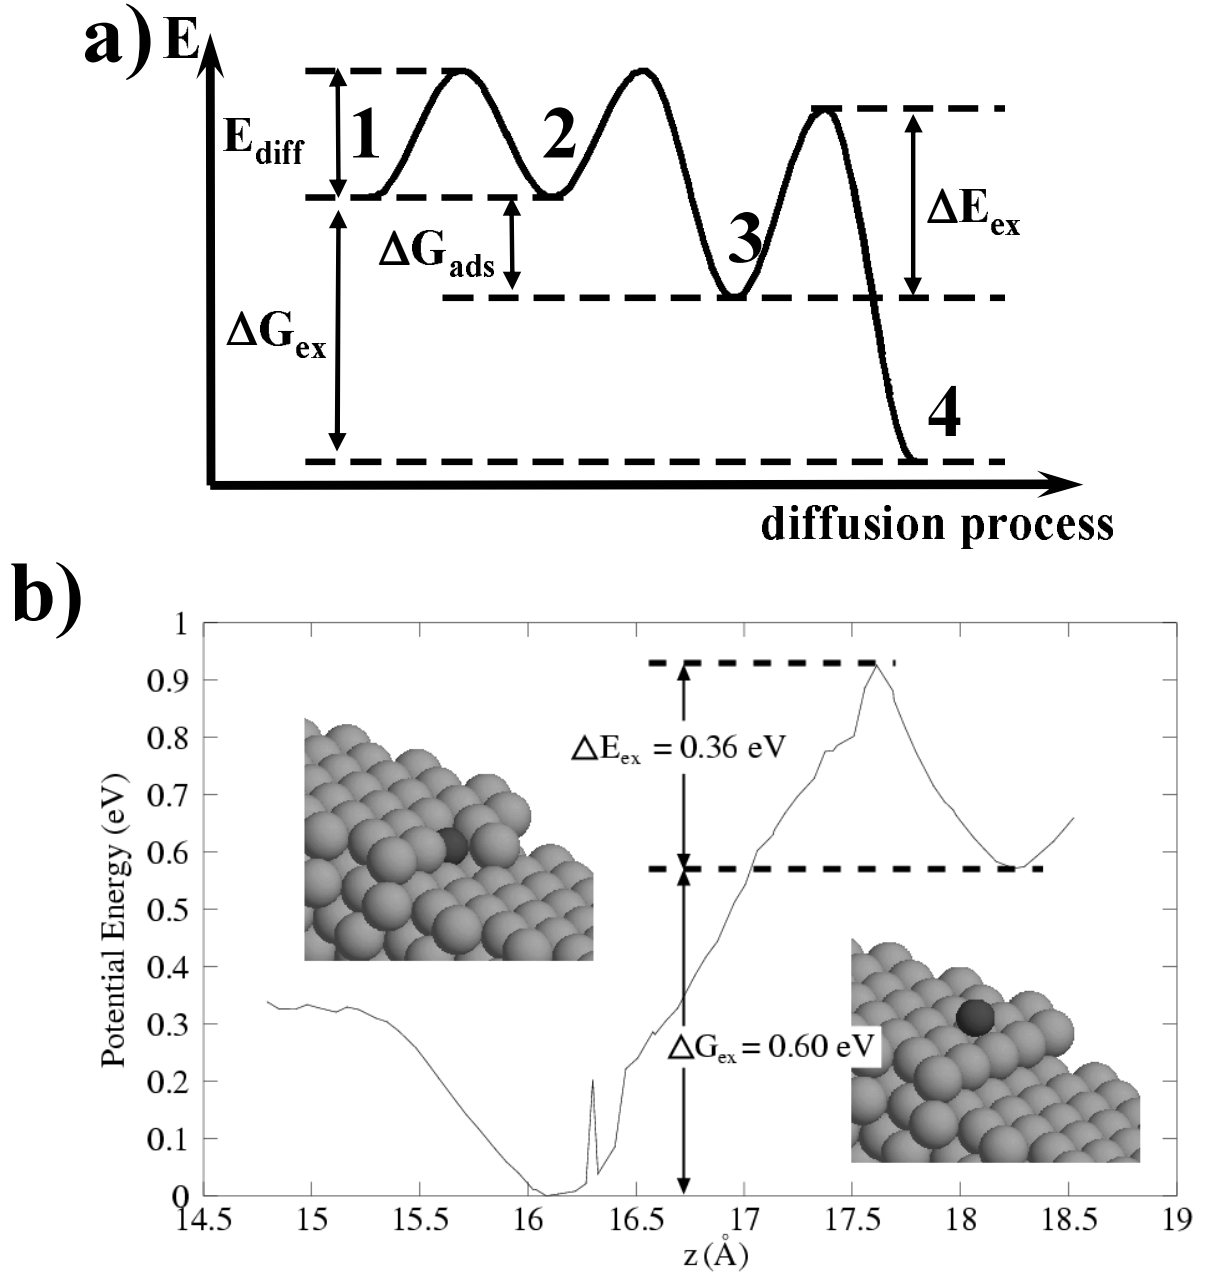 a) E
1 2
E_diff
3
ΔE_ex
ΔG_ads
ΔG_ex
4
diffusion process
b)
1
0.9
0.8
0.7
0.6
0.5
0.4
0.3
0.2
0.1
0
Potential Energy (eV)
ΔE_ex = 0.36 eV
ΔG_ex = 0.60 eV
14.5 15 15.5 16 16.5 17 17.5 18 18.5 19
z (Å)